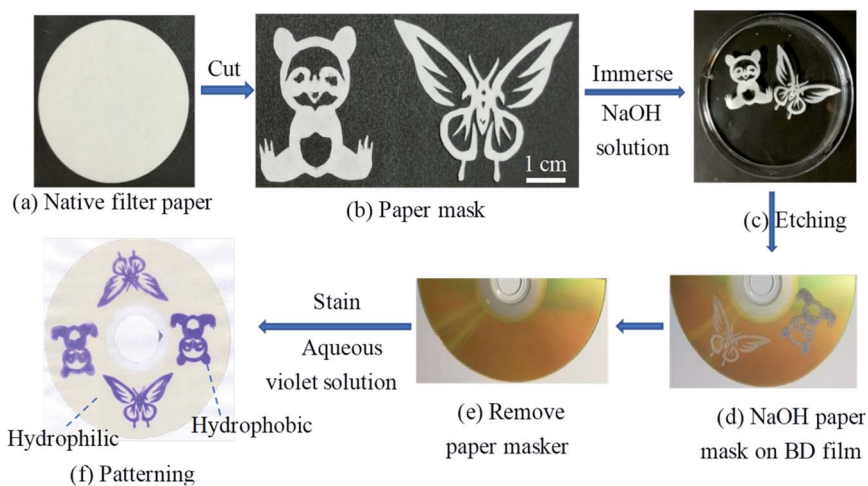 Cut
Immerse
NaOH
solution
1 cm
(a) Native filter paper
(b) Paper mask
(c) Etching
Stain
Aqueous
violet solution
Hydrophilic
Hydrophobic
(f) Patterning
(e) Remove
paper masker
(d) NaOH paper
mask on BD film